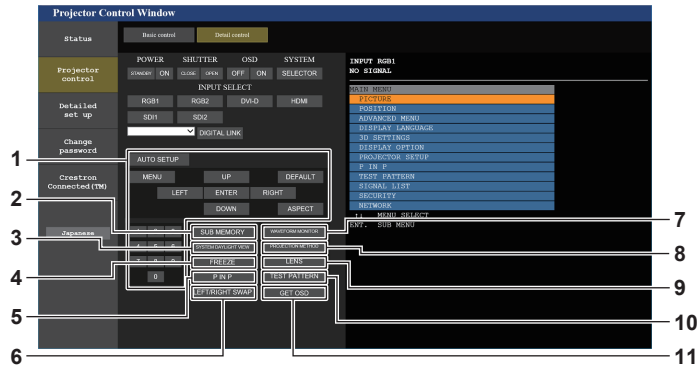 Projector Control Window
Status
Basic control
Detail control
Projector
control
Detailed
set up
Change
password
Crestron
Connected(TM)
Japanese
POWER SHUTTER OSD SYSTEM
STANDBY ON CLOSE OPEN OFF ON SELECTOR
INPUT SELECT
RGB1 RGB2 DVI-D HDMI
SDI1 SDI2
DIGITAL LINK
AUTO SETUP
MENU UP DEFAULT
LEFT ENTER RIGHT
DOWN ASPECT
SUB MEMORY WAVEFORM MONITOR
SYSTEM DAYLIGHT VIEW PROJECTION METHOD
FREEZE LENS
P IN P TEST PATTERN
0
LEFT/RIGHT SWAP GET OSD
INPUT RGB1
NO SIGNAL
MAIN MENU
PICTURE
POSITION
ADVANCED MENU
DISPLAY LANGUAGE
3D SETTINGS
DISPLAY OPTION
PROJECTOR SETUP
P IN P
TEST PATTERN
SIGNAL LIST
SECURITY
NETWORK
↑↓ MENU SELECT
ENT. SUB MENU
1
2
3
4
5
6
7
8
9
10
11